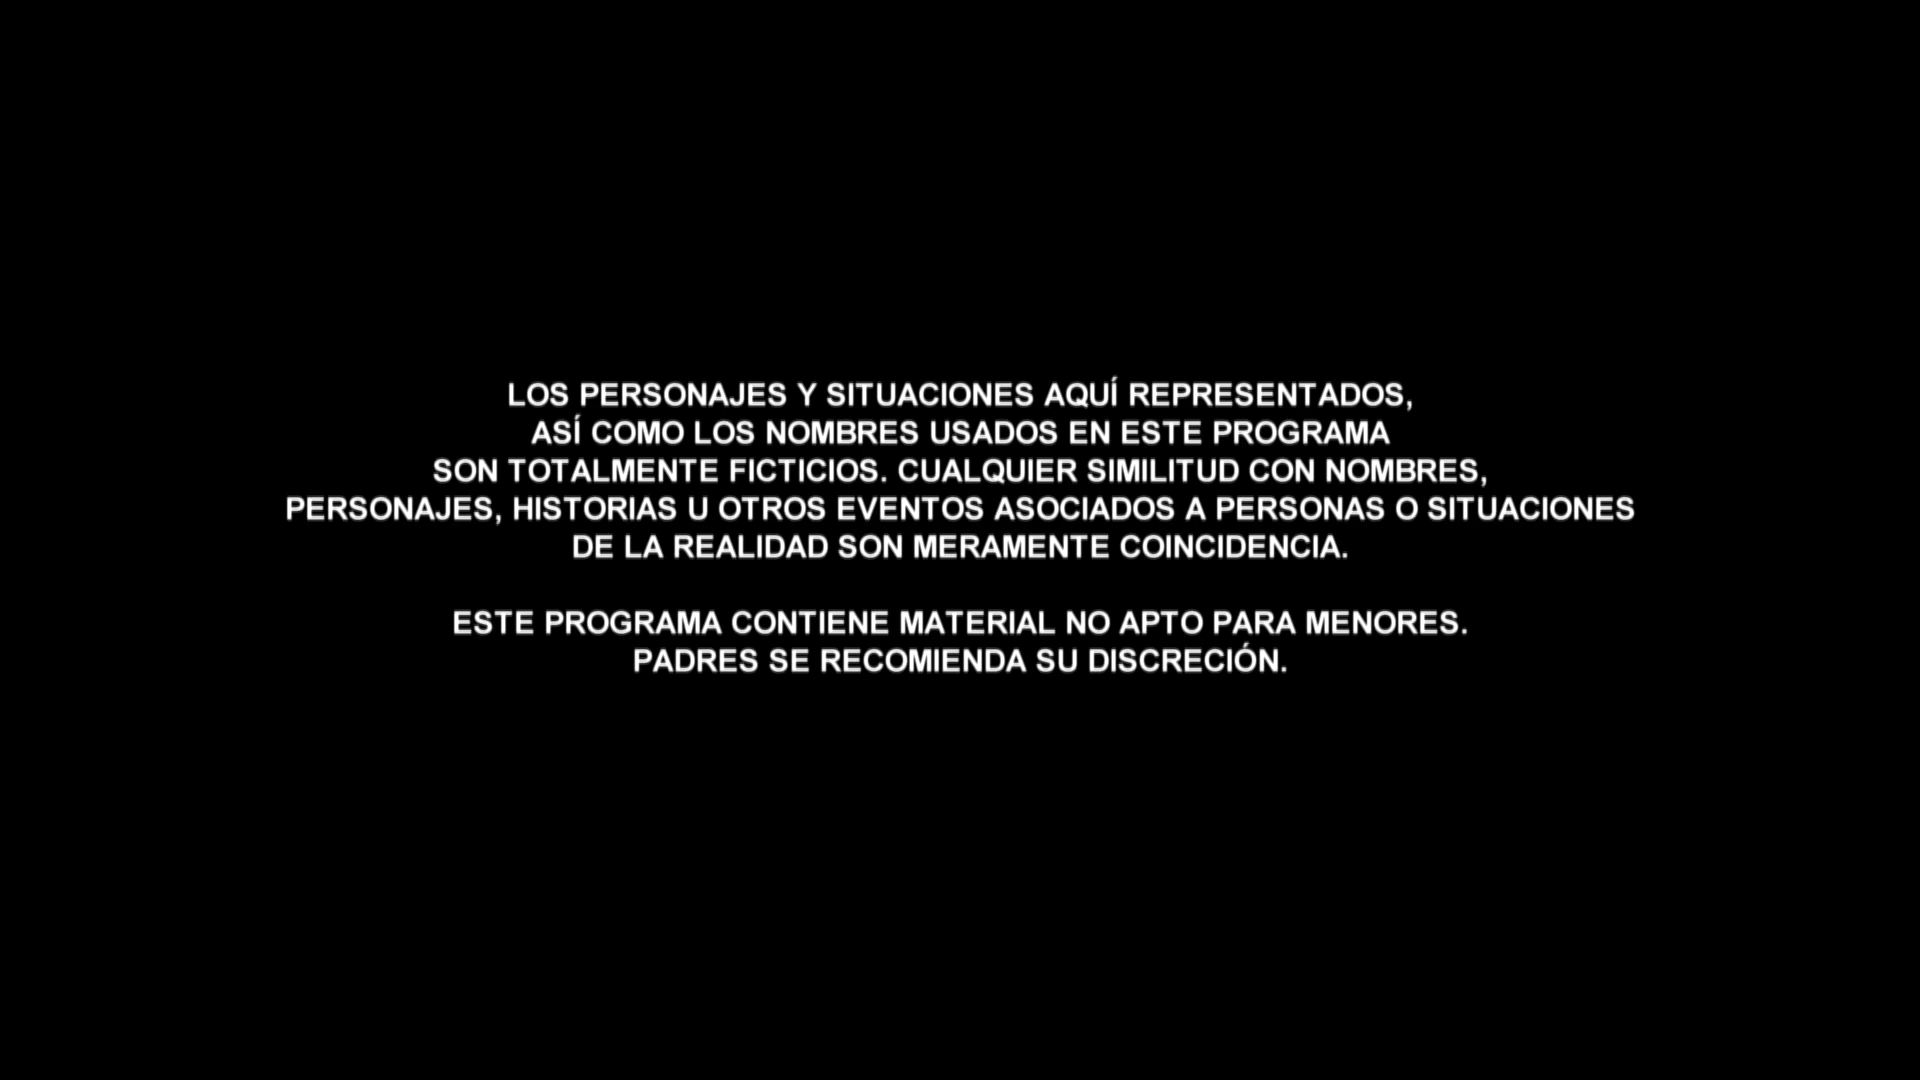 LOS PERSONAJES Y SITUACIONES AQUÍ REPRESENTADOS,
ASÍ COMO LOS NOMBRES USADOS EN ESTE PROGRAMA
SON TOTALMENTE FICTICIOS. CUALQUIER SIMILITUD CON NOMBRES,
PERSONAJES, HISTORIAS U OTROS EVENTOS ASOCIADOS A PERSONAS O SITUACIONES
DE LA REALIDAD SON MERAMENTE COINCIDENCIA.
ESTE PROGRAMA CONTIENE MATERIAL NO APTO PARA MENORES.
PADRES SE RECOMIENDA SU DISCRECIÓN.